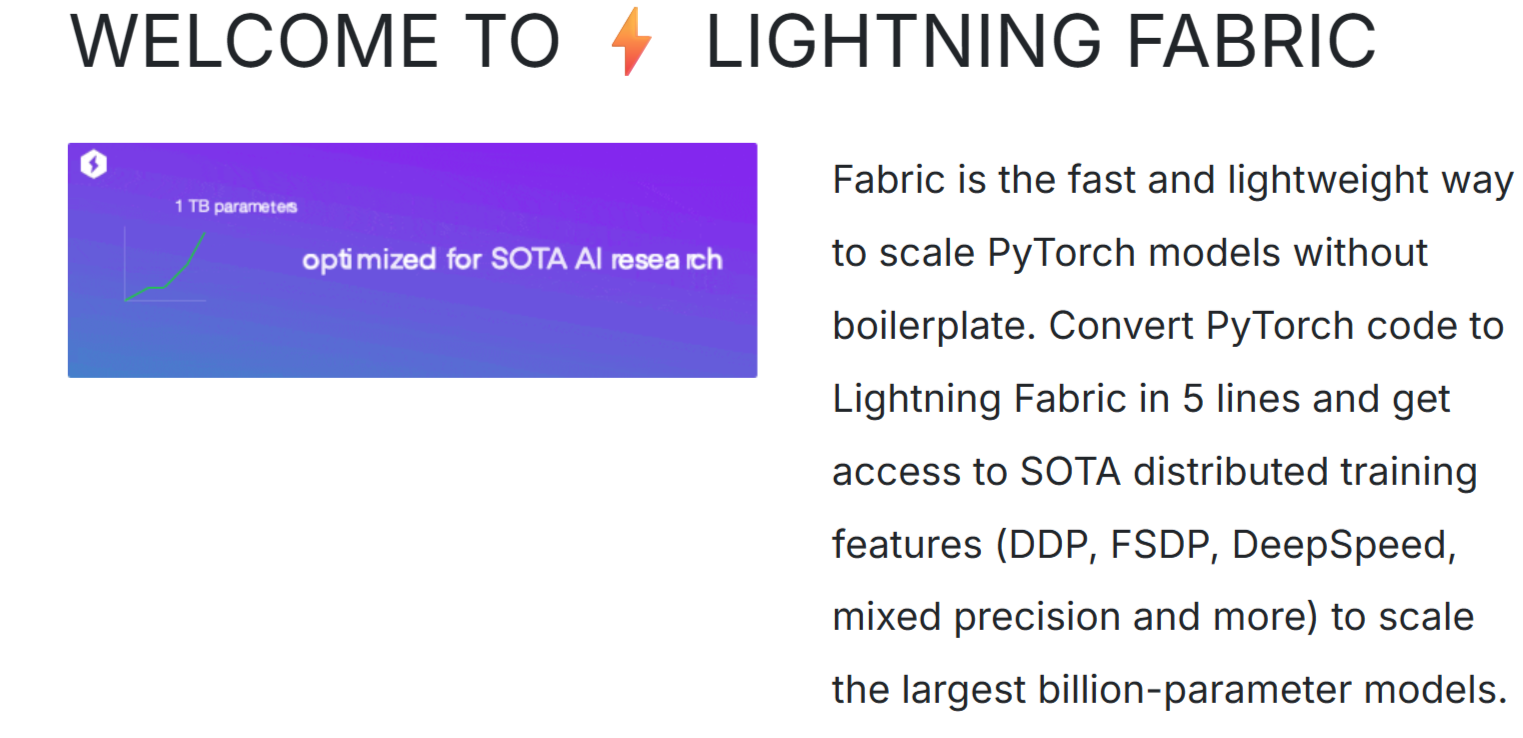 WELCOME TO ⚡ LIGHTNING FABRIC
1 TB parameters
optimized for SOTA AI research
Fabric is the fast and lightweight way
to scale PyTorch models without
boilerplate. Convert PyTorch code to
Lightning Fabric in 5 lines and get
access to SOTA distributed training
features (DDP, FSDP, DeepSpeed,
mixed precision and more) to scale
the largest billion-parameter models.